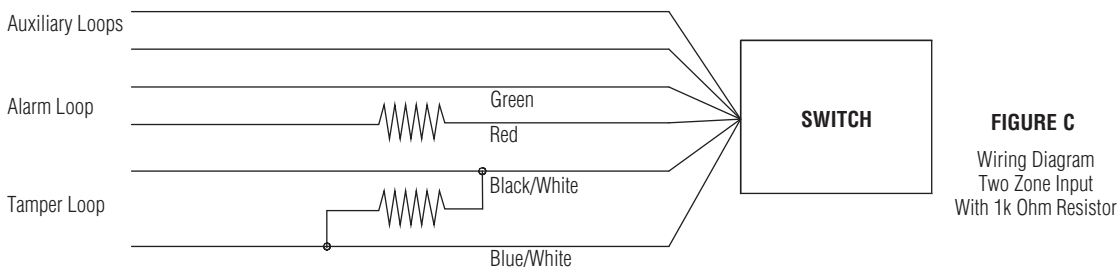 Auxiliary Loops
Alarm Loop
Green
Red
Tamper Loop
Black/White
Blue/White
SWITCH
FIGURE C
Wiring Diagram
Two Zone Input
With 1k Ohm Resistor